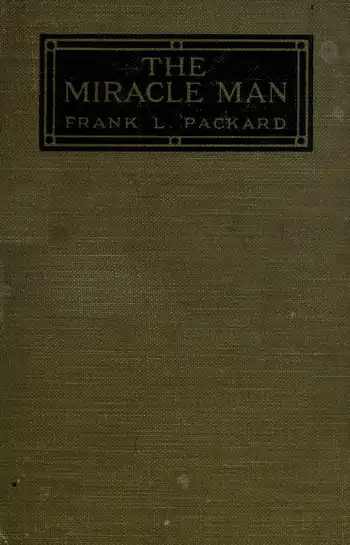 THE
MIRACLE MAN
FRANK L. PACKARD